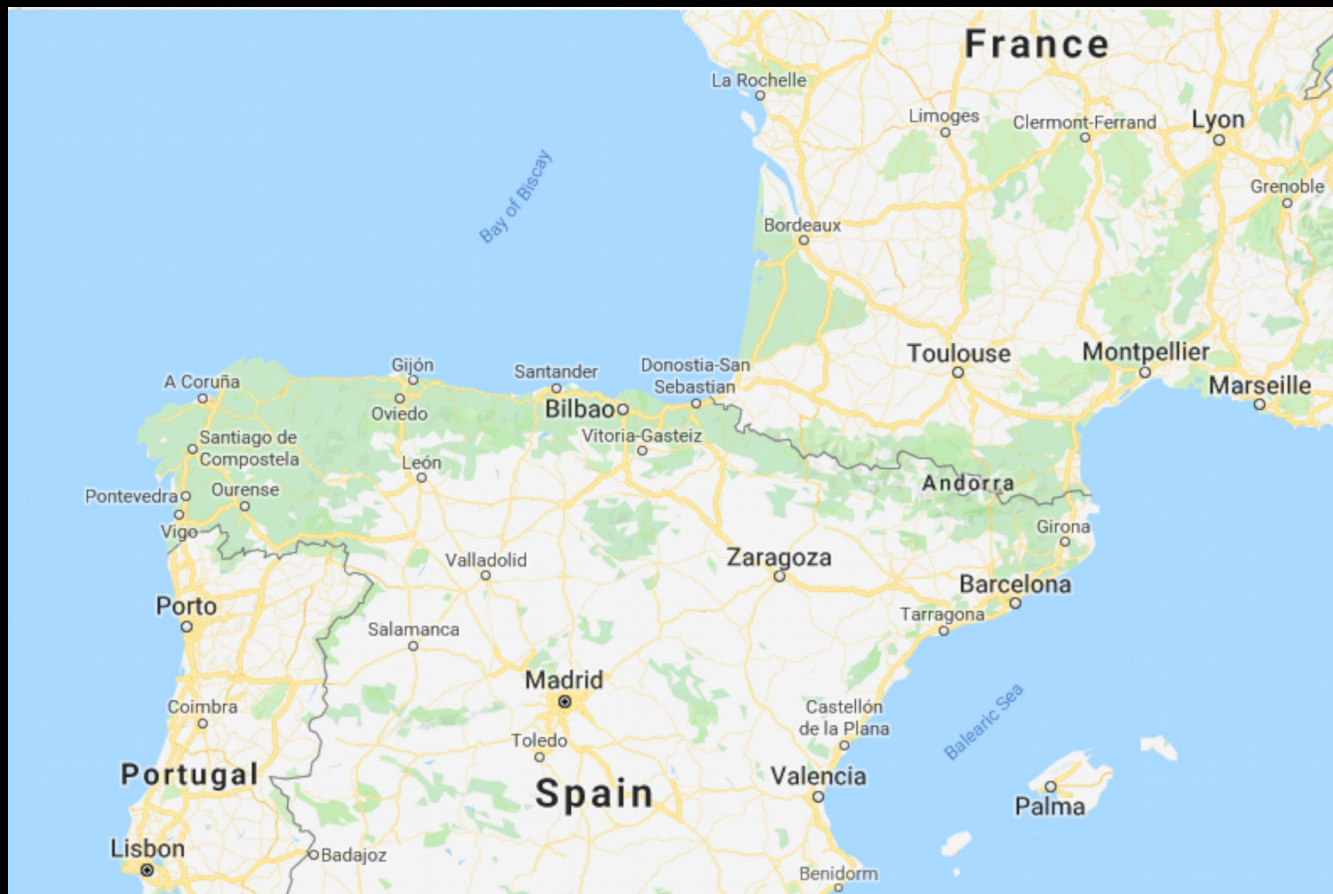 France
La Rochelle
Limoges
Clermont-Ferrand
Lyon
Grenoble
Bay of Biscay
Bordeaux
Toulouse
Montpellier
Marseille
Gijón
Santander
Donostia-San
Sebastian
A Coruña
Oviedo
Bilbao
Vitoria-Gasteiz
Santiago de
Compostela
León
Andorra
Pontevedra
Ourense
Vigo
Girona
Valladolid
Zaragoza
Barcelona
Porto
Tarragona
Salamanca
Madrid
Coimbra
Castellón
de la Plana
Balearic Sea
Toledo
Portugal
Spain
Valencia
Palma
Lisbon
Badajoz
Benidorm